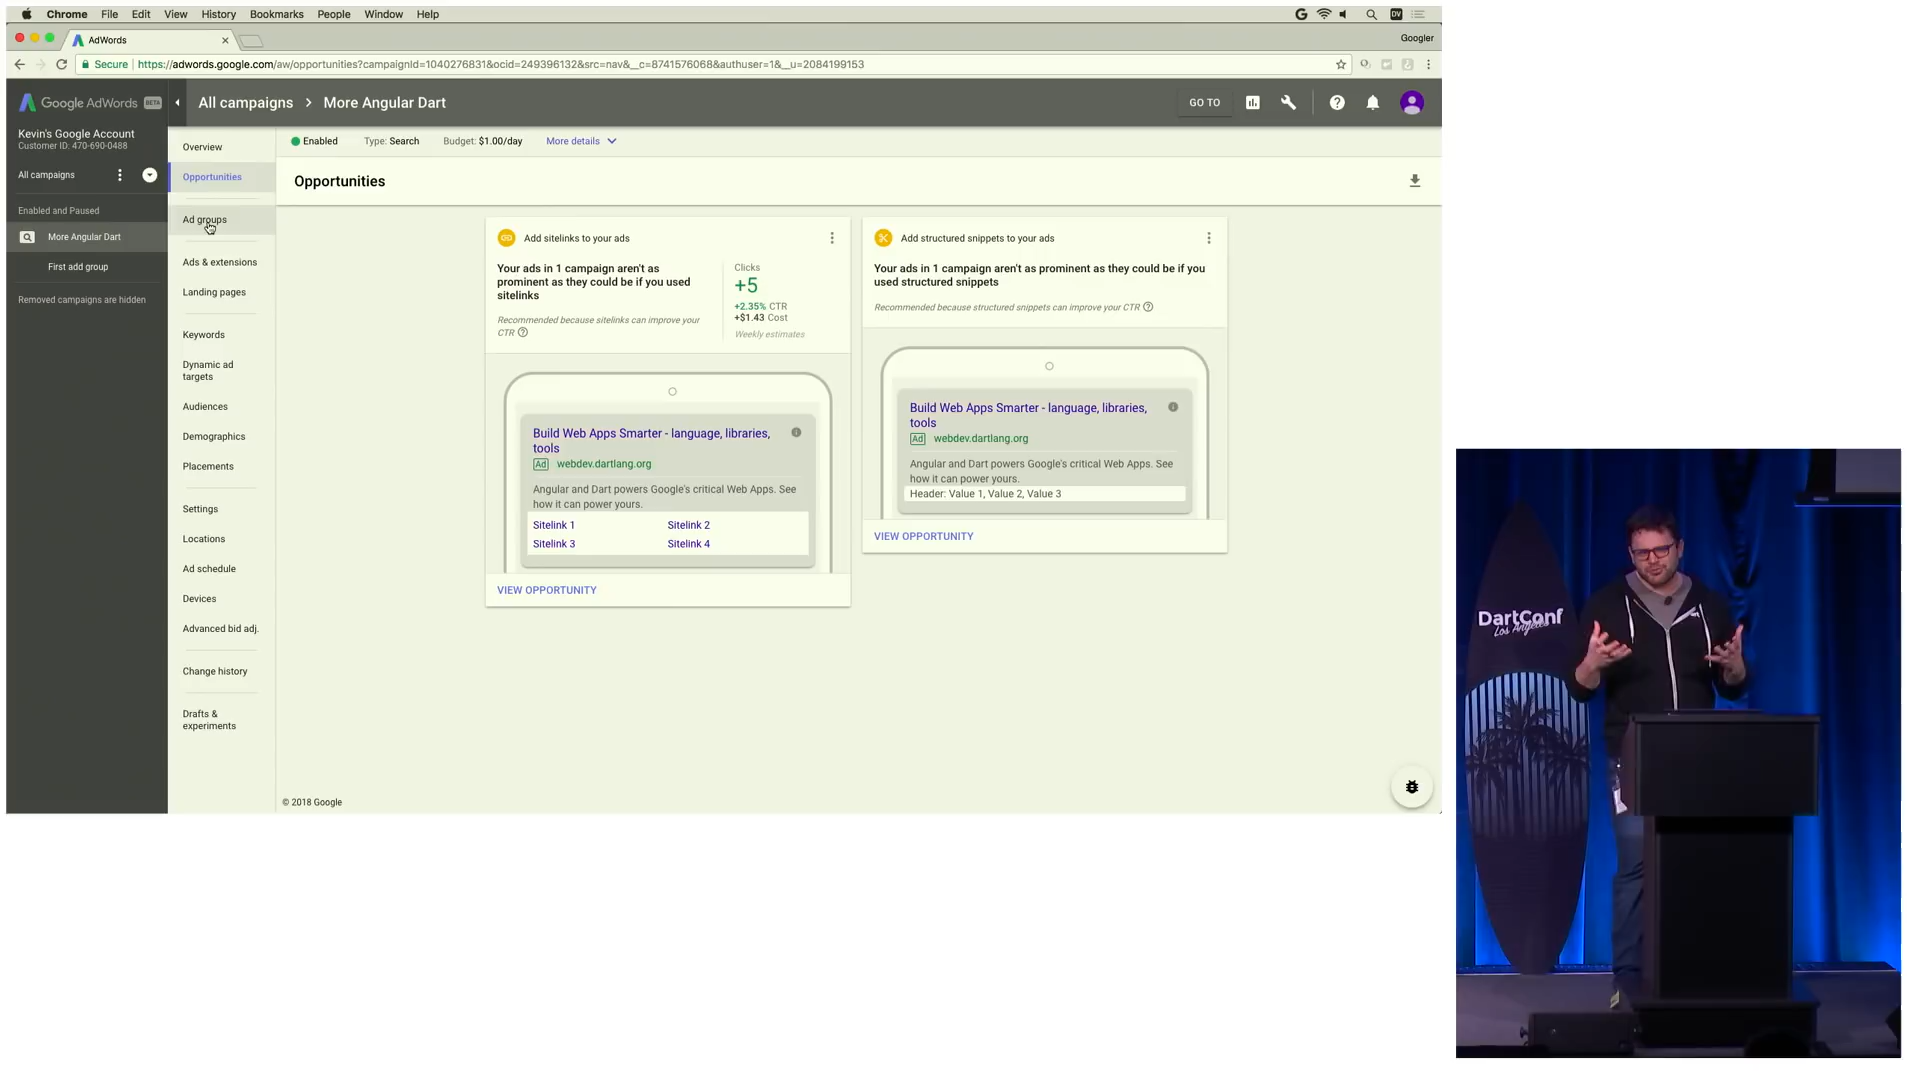 Chrome File Edit View History Bookmarks People Window Help
DV
AdWords
Googler
Secure https://adwords.google.com/aw/opportunities?campaignId=1040276831&ocid=249396132&src=nav&__c=8741576068&authuser=1&__u=2084199153
Google AdWords BETA
All campaigns > More Angular Dart
GO TO
Kevin's Google Account
Customer ID: 470-690-0488
All campaigns
Enabled and Paused
More Angular Dart
First add group
Removed campaigns are hidden
Overview
Opportunities
Ad groups
Ads & extensions
Landing pages
Keywords
Dynamic ad
targets
Audiences
Demographics
Placements
Settings
Locations
Ad schedule
Devices
Advanced bid adj.
Change history
Drafts &
experiments
Enabled Type: Search Budget: $1.00/day More details
Opportunities
Add sitelinks to your ads
Your ads in 1 campaign aren't as
prominent as they could be if you used
sitelinks
Recommended because sitelinks can improve your
CTR
Clicks
+5
+2.35% CTR
+$1.43 Cost
Weekly estimates
Build Web Apps Smarter - language, libraries,
tools
Ad webdev.dartlang.org
Angular and Dart powers Google's critical Web Apps. See
how it can power yours.
Sitelink 1 Sitelink 2
Sitelink 3 Sitelink 4
VIEW OPPORTUNITY
Add structured snippets to your ads
Your ads in 1 campaign aren't as prominent as they could be if you
used structured snippets
Recommended because structured snippets can improve your CTR
Build Web Apps Smarter - language, libraries,
tools
Ad webdev.dartlang.org
Angular and Dart powers Google's critical Web Apps. See
how it can power yours.
Header: Value 1, Value 2, Value 3
VIEW OPPORTUNITY
© 2018 Google
DartConf
Los Angeles